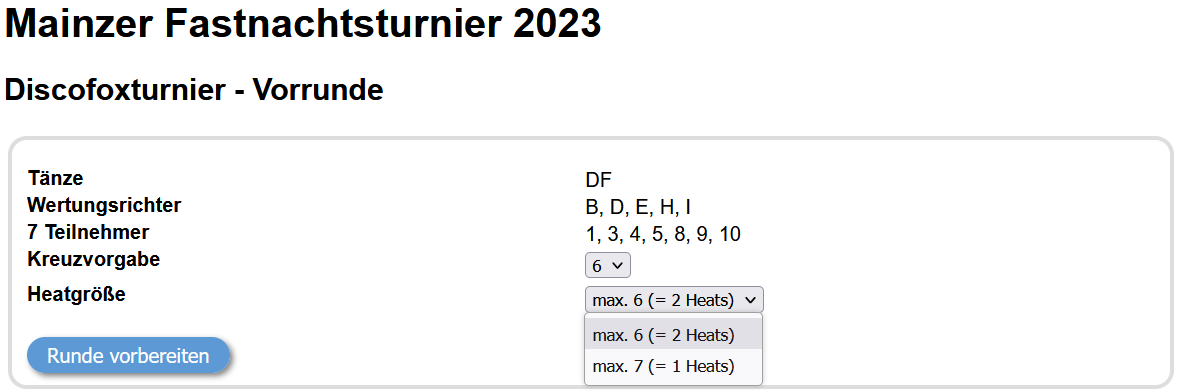 Mainzer Fastnachtsturnier 2023
Discofoxturnier - Vorrunde
Tänze DF
Wertungsrichter B, D, E, H, I
7 Teilnehmer 1, 3, 4, 5, 8, 9, 10
Kreuzvorgabe 6
Heatgröße max. 6 (= 2 Heats)
max. 6 (= 2 Heats)
Runde vorbereiten max. 7 (= 1 Heats)